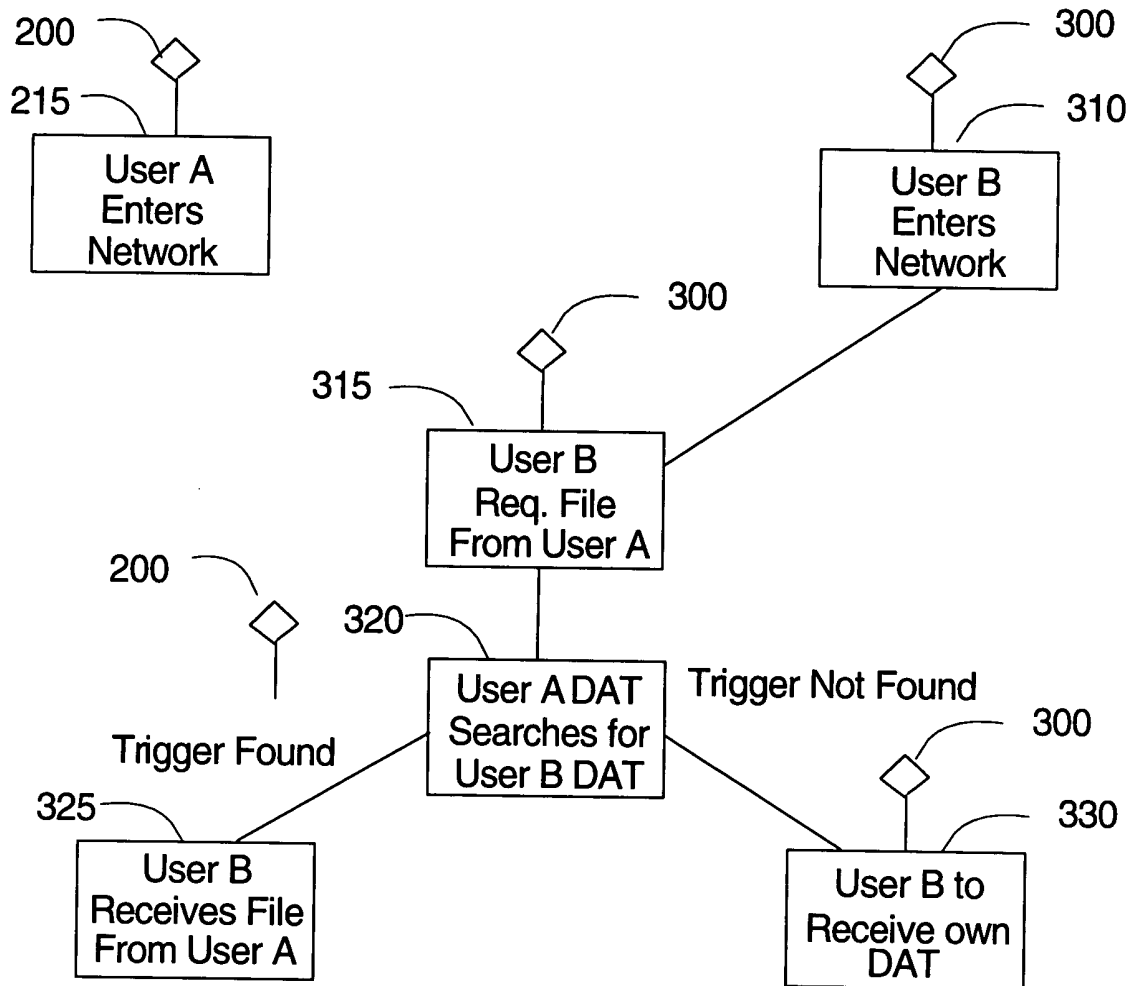 200
300
215
310
User A
Enters
Network
User B
Enters
Network
300
315
User B
Req. File
From User A
200
320
User A DAT
Searches for
User B DAT
Trigger Not Found
Trigger Found
300
325
330
User B
Receives File
From User A
User B to
Receive own
DAT